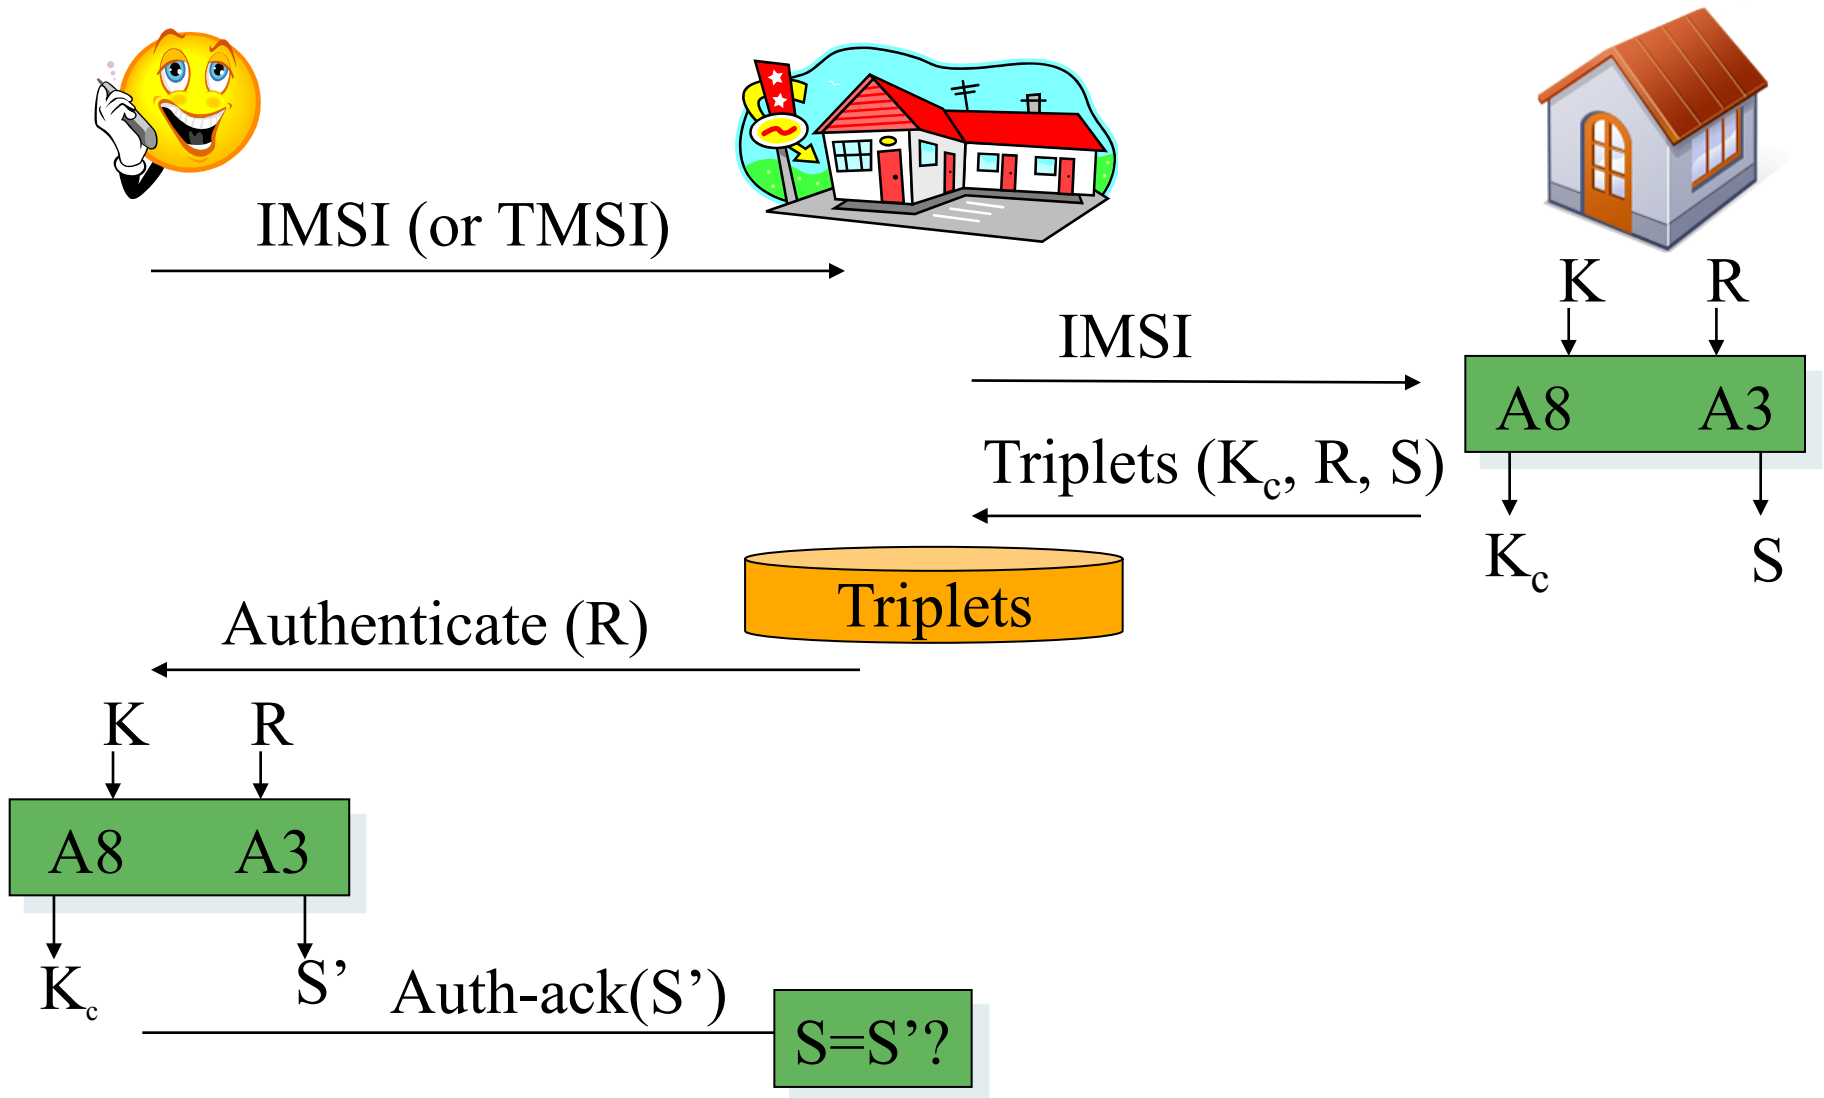 IMSI (or TMSI)
K R
IMSI
A8 A3
Triplets (Kc, R, S)
Kc S
Triplets
Authenticate (R)
K R
A8 A3
Kc S’
Auth-ack(S’)
S=S’?